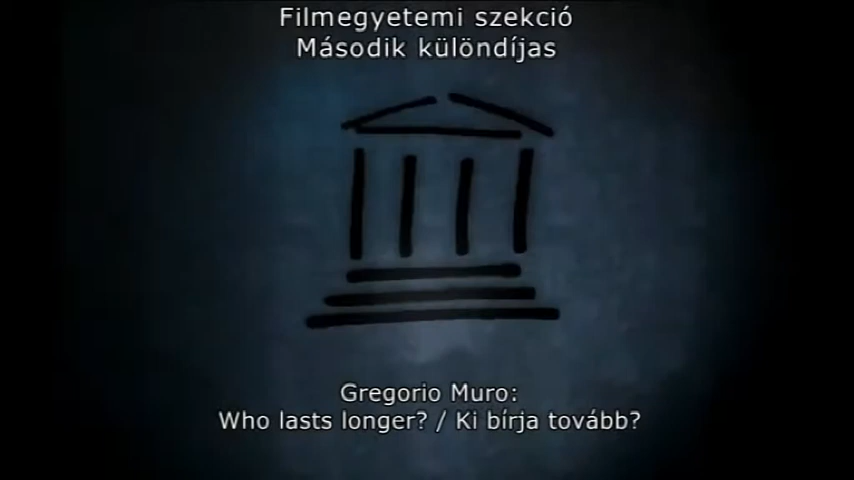 Filmegyetemi szekció
Második különdíjas
Gregorio Muro:
Who lasts longer? / Ki bírja tovább?